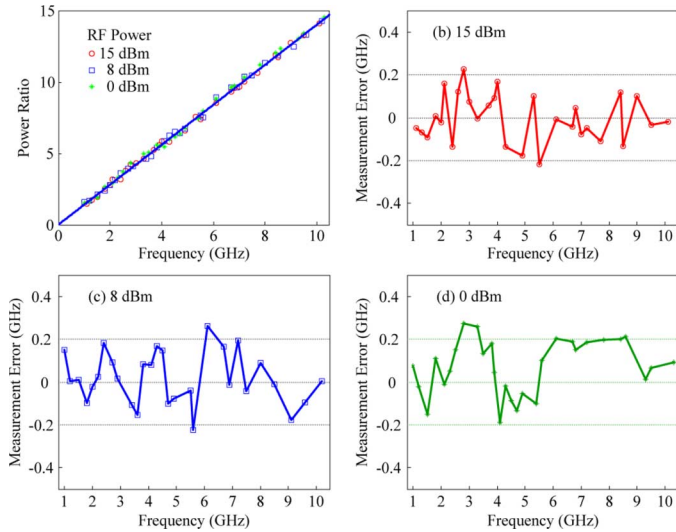 15
10
5
0
Power Ratio
RF Power
15 dBm
8 dBm
0 dBm
0 2 4 6 8 10
Frequency (GHz)
(b) 15 dBm
0.4
0.2
0
-0.2
-0.4
Measurement Error (GHz)
1 2 3 4 5 6 7 8 9 10
Frequency (GHz)
(c) 8 dBm
0.4
0.2
0
-0.2
-0.4
Measurement Error (GHz)
1 2 3 4 5 6 7 8 9 10
Frequency (GHz)
(d) 0 dBm
0.4
0.2
0
-0.2
-0.4
Measurement Error (GHz)
1 2 3 4 5 6 7 8 9 10
Frequency (GHz)